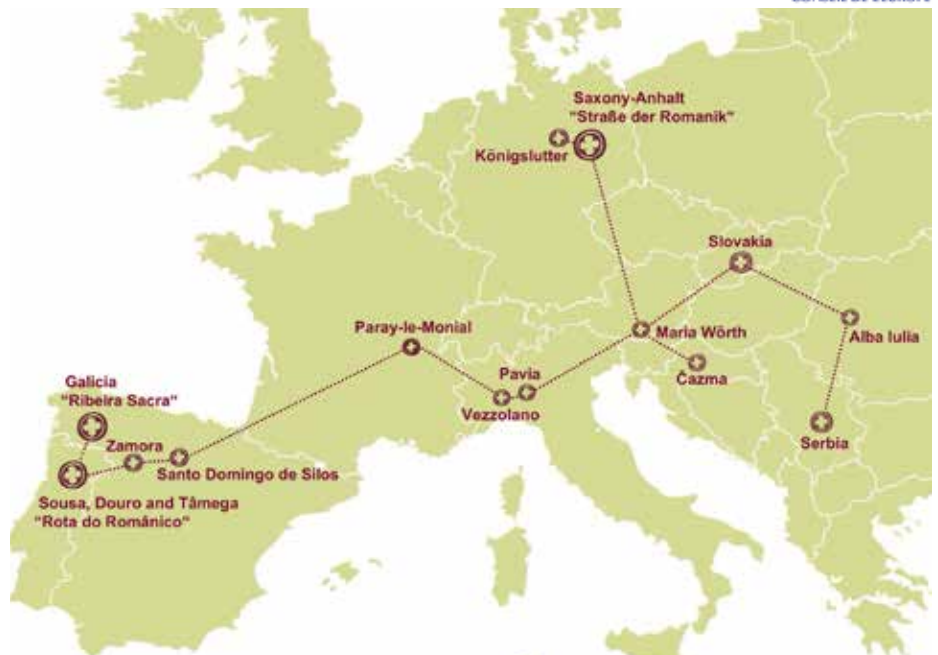 Saxony-Anhalt
"Straße der Romanik"
Königslutter
Slovakia
Paray-le-Monial
Maria Wörth
Alba Iulia
Pavia
Čazma
Vezzolano
Galicia
"Ribeira Sacra"
Zamora
Serbia
Santo Domingo de Silos
Sousa, Douro and Tâmega
"Rota do Românico"